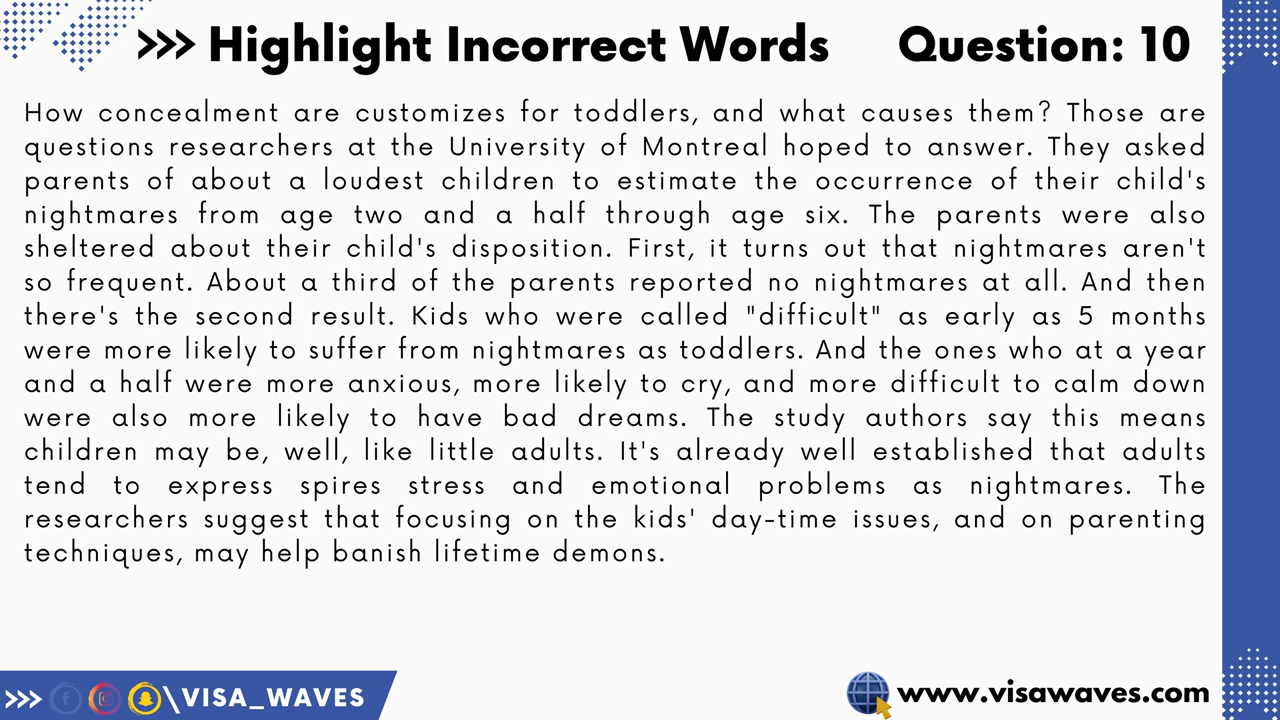 >>> Highlight Incorrect Words Question: 10
How concealment are customizes for toddlers, and what causes them? Those are
questions researchers at the University of Montreal hoped to answer. They asked
parents of about a loudest children to estimate the occurrence of their child's
nightmares from age two and a half through age six. The parents were also
sheltered about their child's disposition. First, it turns out that nightmares aren't
so frequent. About a third of the parents reported no nightmares at all. And then
there's the second result. Kids who were called "difficult" as early as 5 months
were more likely to suffer from nightmares as toddlers. And the ones who at a year
and a half were more anxious, more likely to cry, and more difficult to calm down
were also more likely to have bad dreams. The study authors say this means
children may be, well, like little adults. It's already well established that adults
tend to express spires stress and emotional problems as nightmares. The
researchers suggest that focusing on the kids' day-time issues, and on parenting
techniques, may help banish lifetime demons.
>>> \VISA_WAVES
www.visawaves.com